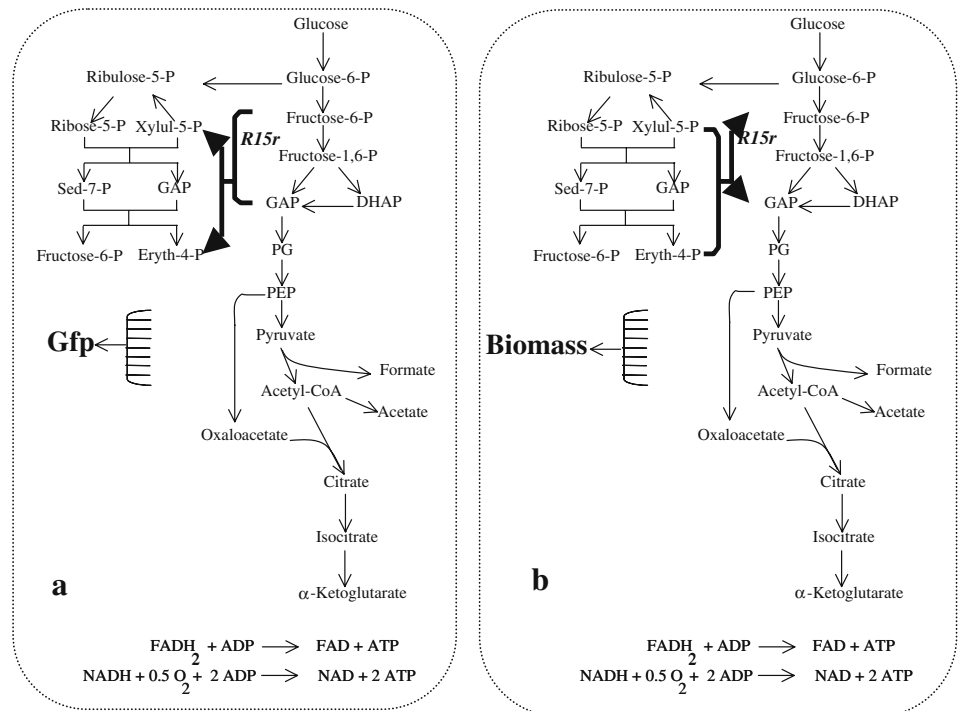 Glucose
Ribulose-5-P
Glucose-6-P
Fructose-6-P
Ribose-5-P Xylul-5-P
R15r
Fructose-1,6-P
Sed-7-P GAP
GAP DHAP
Fructose-6-P Eryth-4-P
PG
PEP
Gfp
Pyruvate
Formate
Acetyl-CoA
Acetate
Oxaloacetate
Citrate
Isocitrate
a
α-Ketoglutarate
FADH2 + ADP → FAD + ATP
NADH + 0.5 O2 + 2 ADP → NAD + 2 ATP
Glucose
Ribulose-5-P
Glucose-6-P
Fructose-6-P
Ribose-5-P Xylul-5-P
R15r
Fructose-1,6-P
Sed-7-P GAP
GAP DHAP
Fructose-6-P Eryth-4-P
PG
PEP
Biomass
Pyruvate
Formate
Acetyl-CoA
Acetate
Oxaloacetate
Citrate
Isocitrate
b
α-Ketoglutarate
FADH2 + ADP → FAD + ATP
NADH + 0.5 O2 + 2 ADP → NAD + 2 ATP